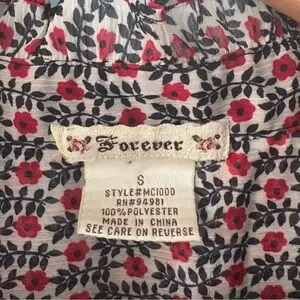 Forever
S
STYLE#MC1000
RN#94981
100%POLYESTER
MADE IN CHINA
SEE CARE ON REVERSE